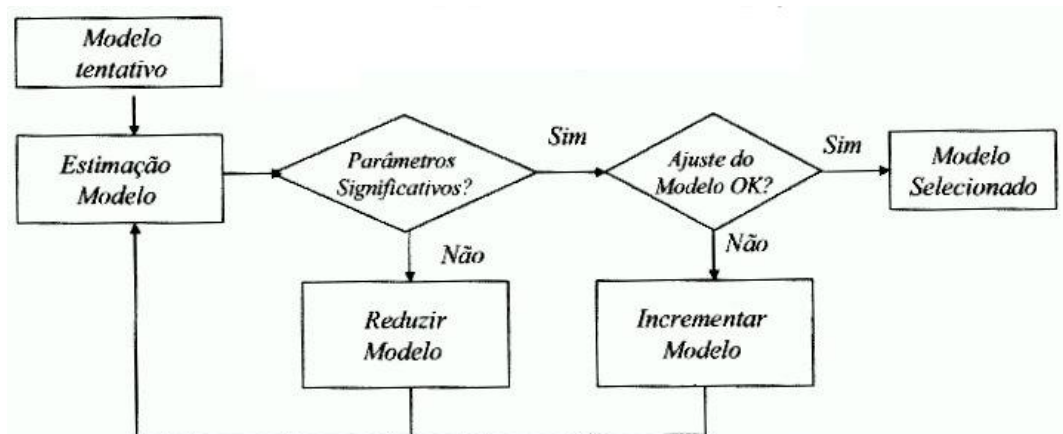 Modelo
tentativo
Estimação
Modelo
Parâmetros
Significativos?
Sim
Ajuste do
Modelo OK?
Sim
Modelo
Selecionado
Não
Não
Reduzir
Modelo
Incrementar
Modelo